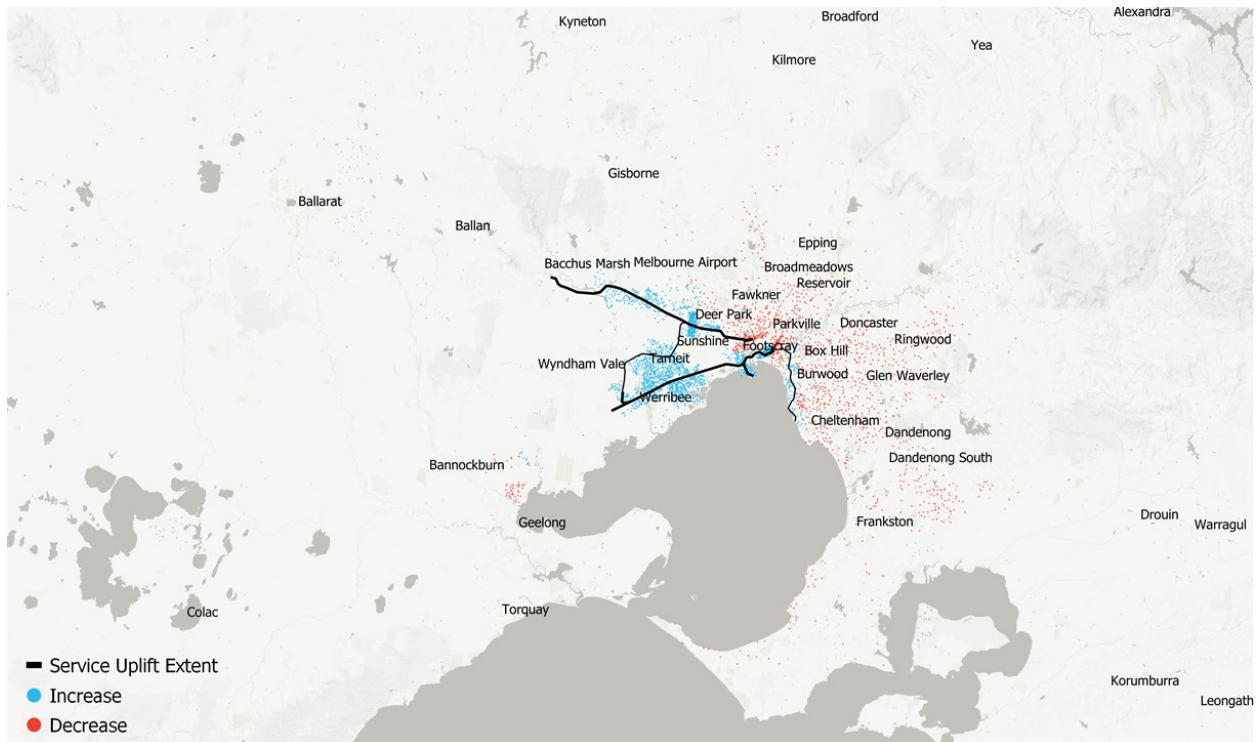 Alexandra
Broadford
Kyneton
Yea
Kilmore
Gisborne
Ballarat
Ballan
Epping
Bacchus Marsh
Melbourne Airport
Broadmeadows
Reservoir
Fawkner
Deer Park
Parkville
Doncaster
Ringwood
Sunshine
Footscray
Box Hill
Wyndham Vale
Tarneit
Burwood
Glen Waverley
Werribee
Cheltenham
Dandenong
Dandenong South
Bannockburn
Geelong
Frankston
Drouin
Warragul
Colac
Torquay
Service Uplift Extent
Increase
Decrease
Korumburra
Leongath